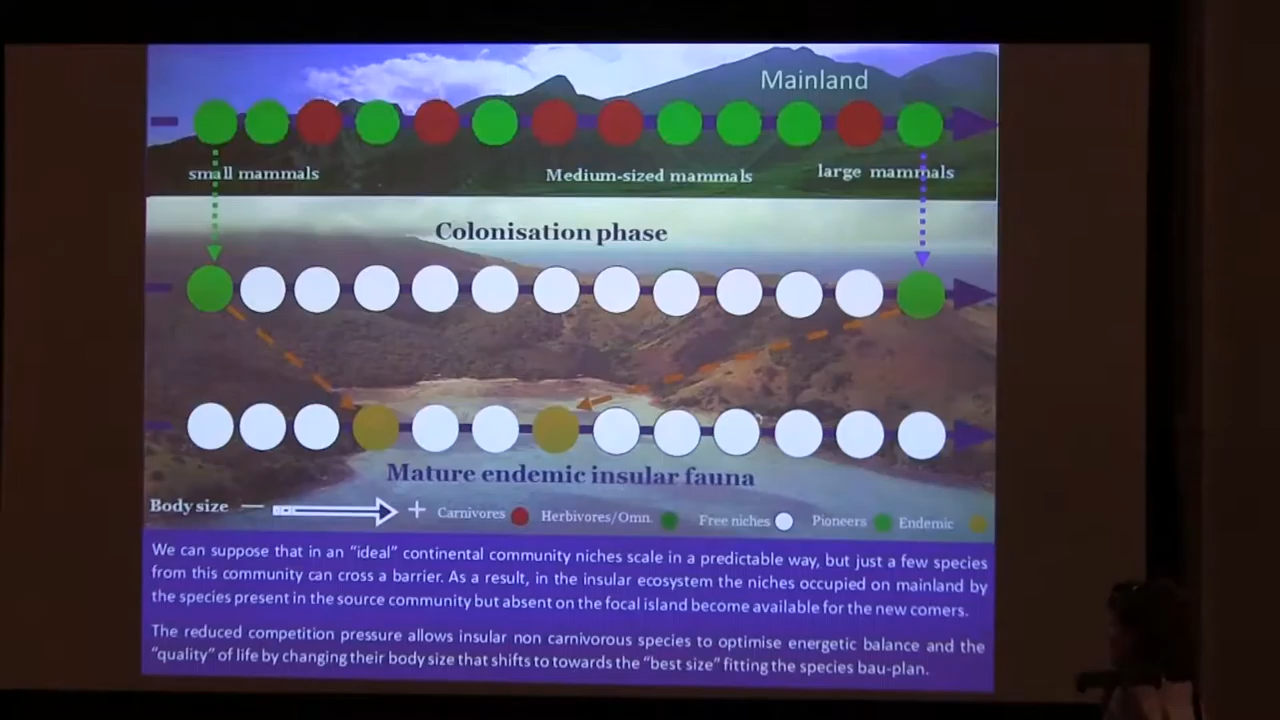 Mainland
small mammals
Medium-sized mammals
large mammals
Colonisation phase
Mature endemic insular fauna
Body size — +
Carnivores
Herbivores/Omn.
Free niches
Pioneers
Endemic
We can suppose that in an “ideal” continental community niches scale in a predictable way, but just a few species
from this community can cross a barrier. As a result, in the insular ecosystem the niches occupied on mainland by
the species present in the source community but absent on the focal island become available for the new comers.
The reduced competition pressure allows insular non carnivorous species to optimise energetic balance and the
“quality” of life by changing their body size that shifts to towards the “best size” fitting the species bau-plan.